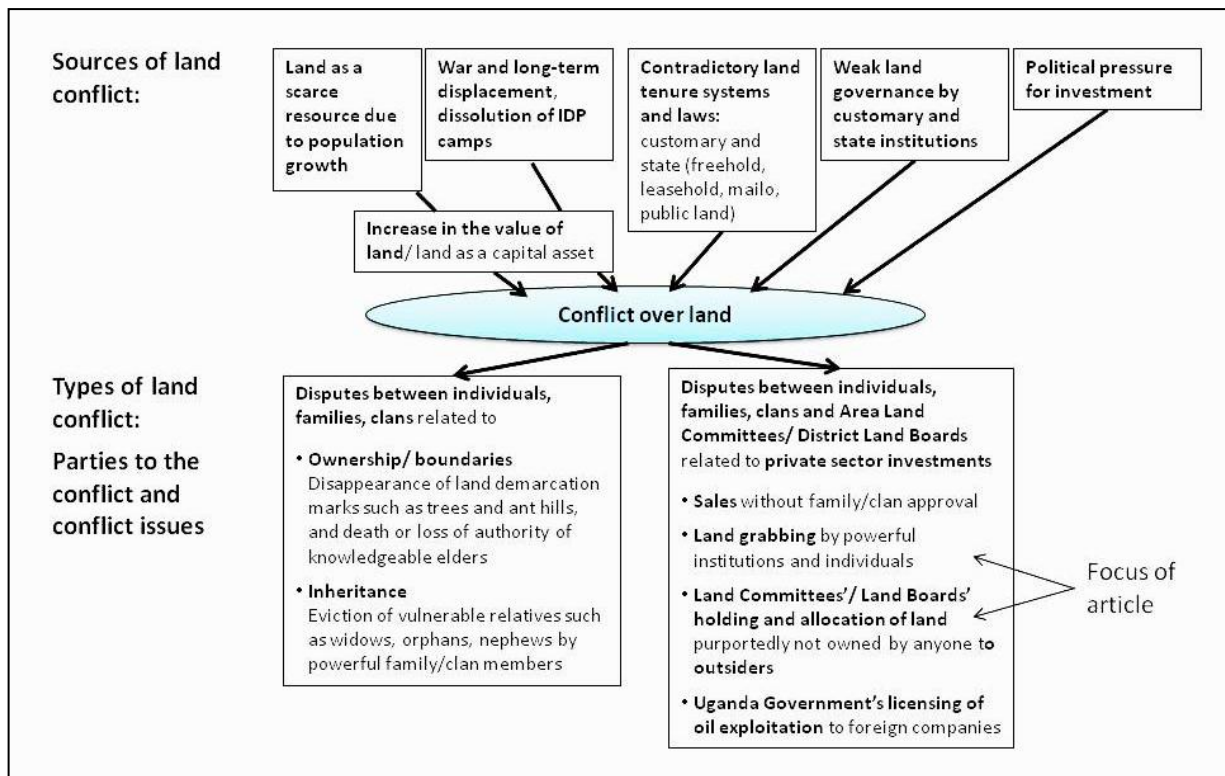 Sources of land
conflict:
Land as a
scarce
resource due
to population
growth
War and long-term
displacement,
dissolution of IDP
camps
Contradictory land
tenure systems
and laws:
customary and
state (freehold,
leasehold, mailo,
public land)
Weak land
governance by
customary and
state institutions
Political pressure
for investment
Increase in the value of
land/ land as a capital asset
Conflict over land
Types of land
conflict:
Parties to the
conflict and
conflict issues
Disputes between individuals,
families, clans related to
• Ownership/ boundaries
Disappearance of land demarcation
marks such as trees and ant hills,
and death or loss of authority of
knowledgeable elders
• Inheritance
Eviction of vulnerable relatives such
as widows, orphans, nephews by
powerful family/clan members
Disputes between individuals,
families, clans and Area Land
Committees/ District Land Boards
related to private sector investments
• Sales without family/clan approval
• Land grabbing by powerful
institutions and individuals
• Land Committees'/ Land Boards'
holding and allocation of land
purportedly not owned by anyone to
outsiders
• Uganda Government's licensing of
oil exploitation to foreign companies
Focus of
article